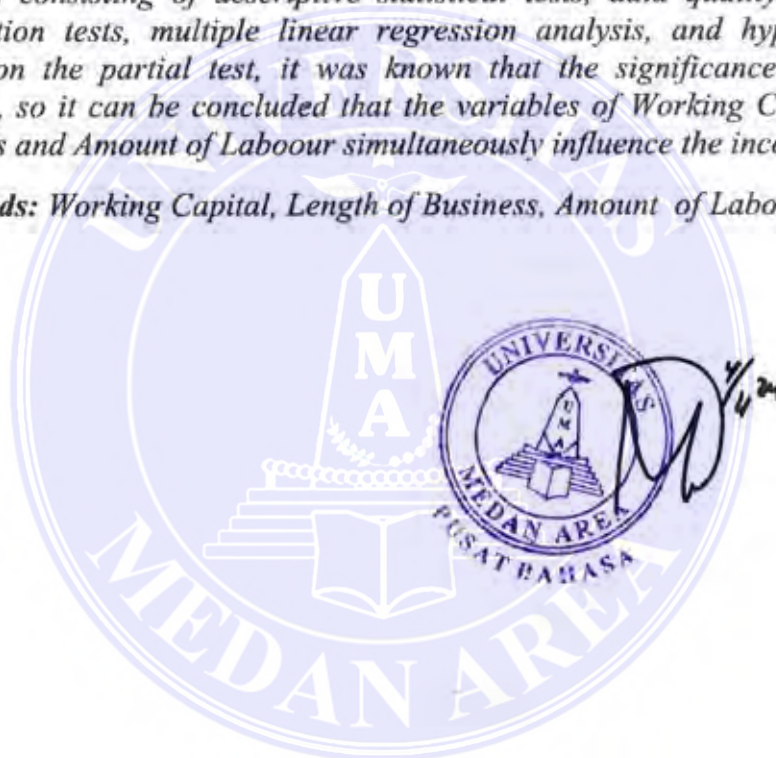 consisting of descriptive statistical tests, data quality
tion tests, multiple linear regression analysis, and hyp
on the partial test, it was known that the significance
, so it can be concluded that the variables of Working C
s and Amount of Laboour simultaneously influence the inc
ds: Working Capital, Length of Business, Amount of Labo
UNIVERSITAS
UMA
MEDAN AREA
UNIVERSITAS
UMA
MEDAN AREA
PUSAT BAHASA